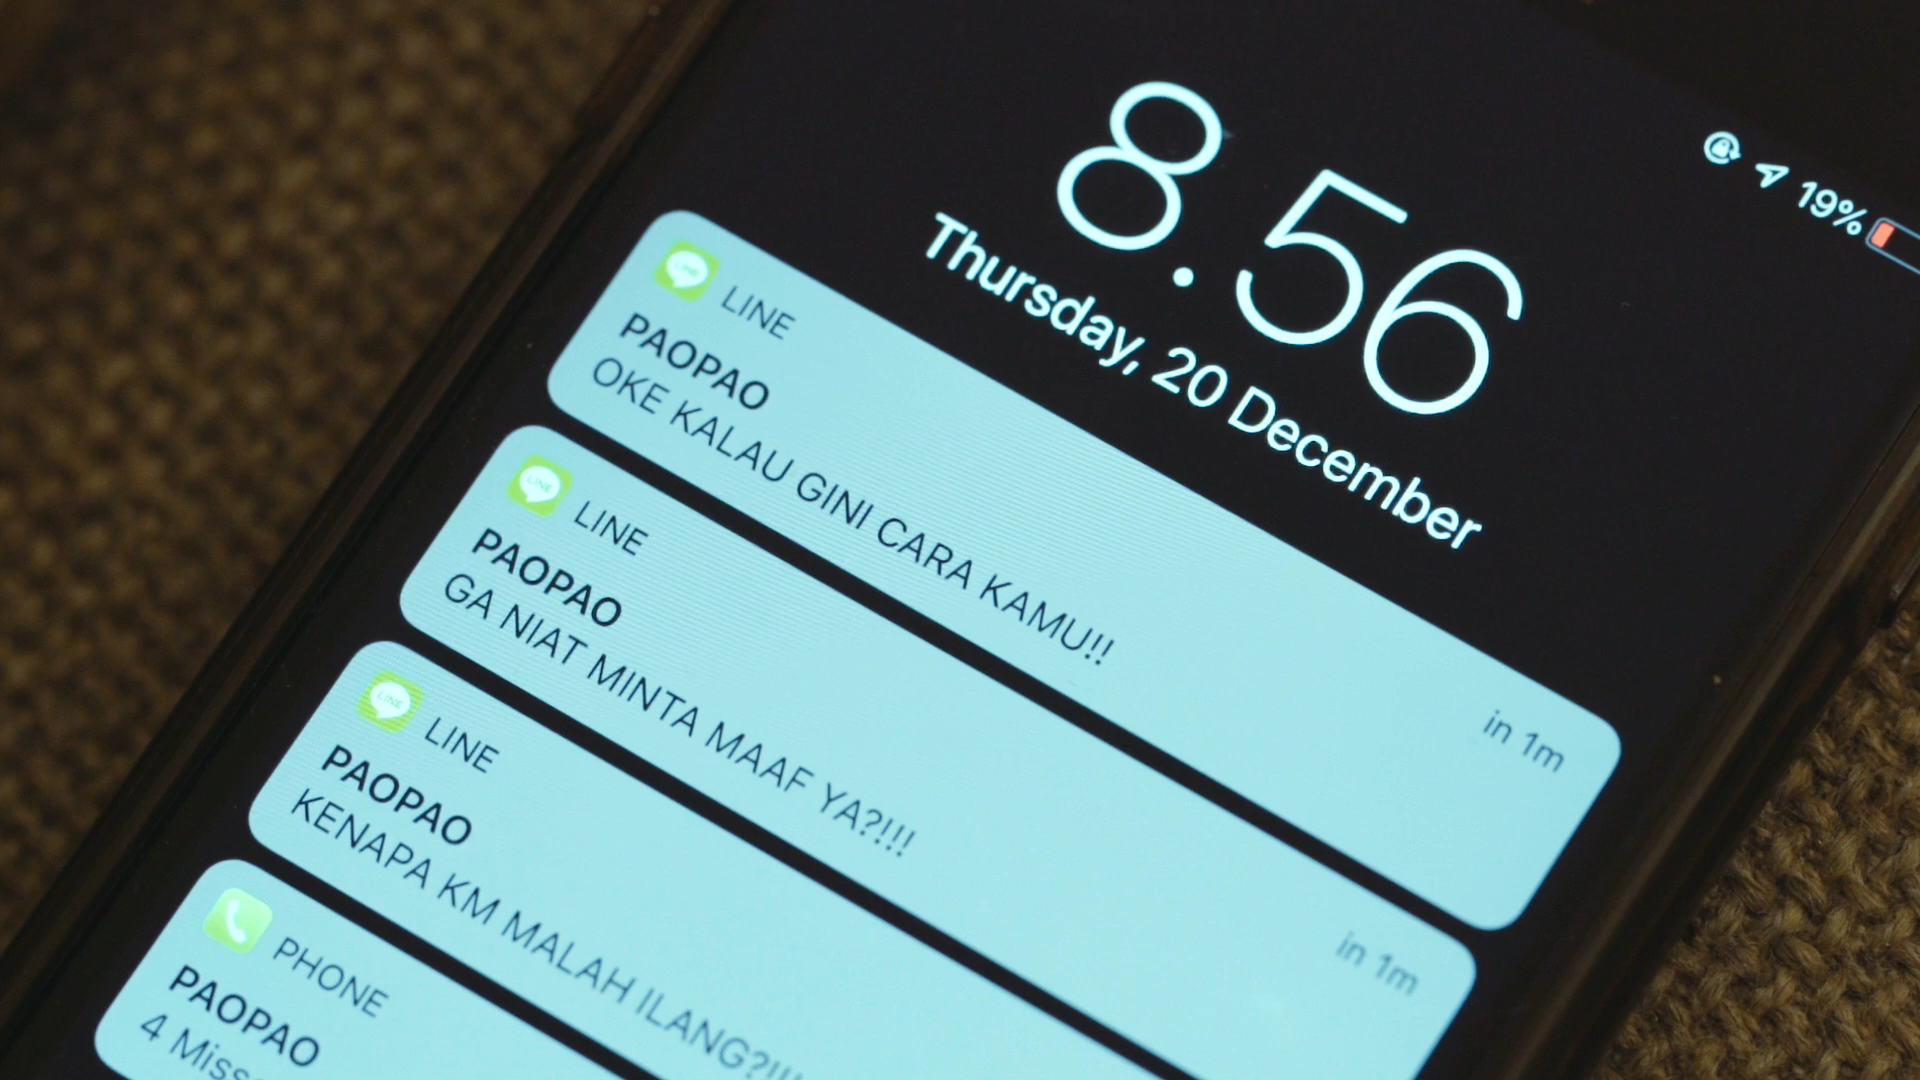 19%
8.56
Thursday, 20 December
LINE
in 1m
PAOPAO
OKE KALAU GINI CARA KAMU!!
LINE
in 1m
PAOPAO
GA NIAT MINTA MAAF YA?!!!
LINE
PAOPAO
KENAPA KM MALAH ILANG?!!!
PHONE
PAOPAO
4